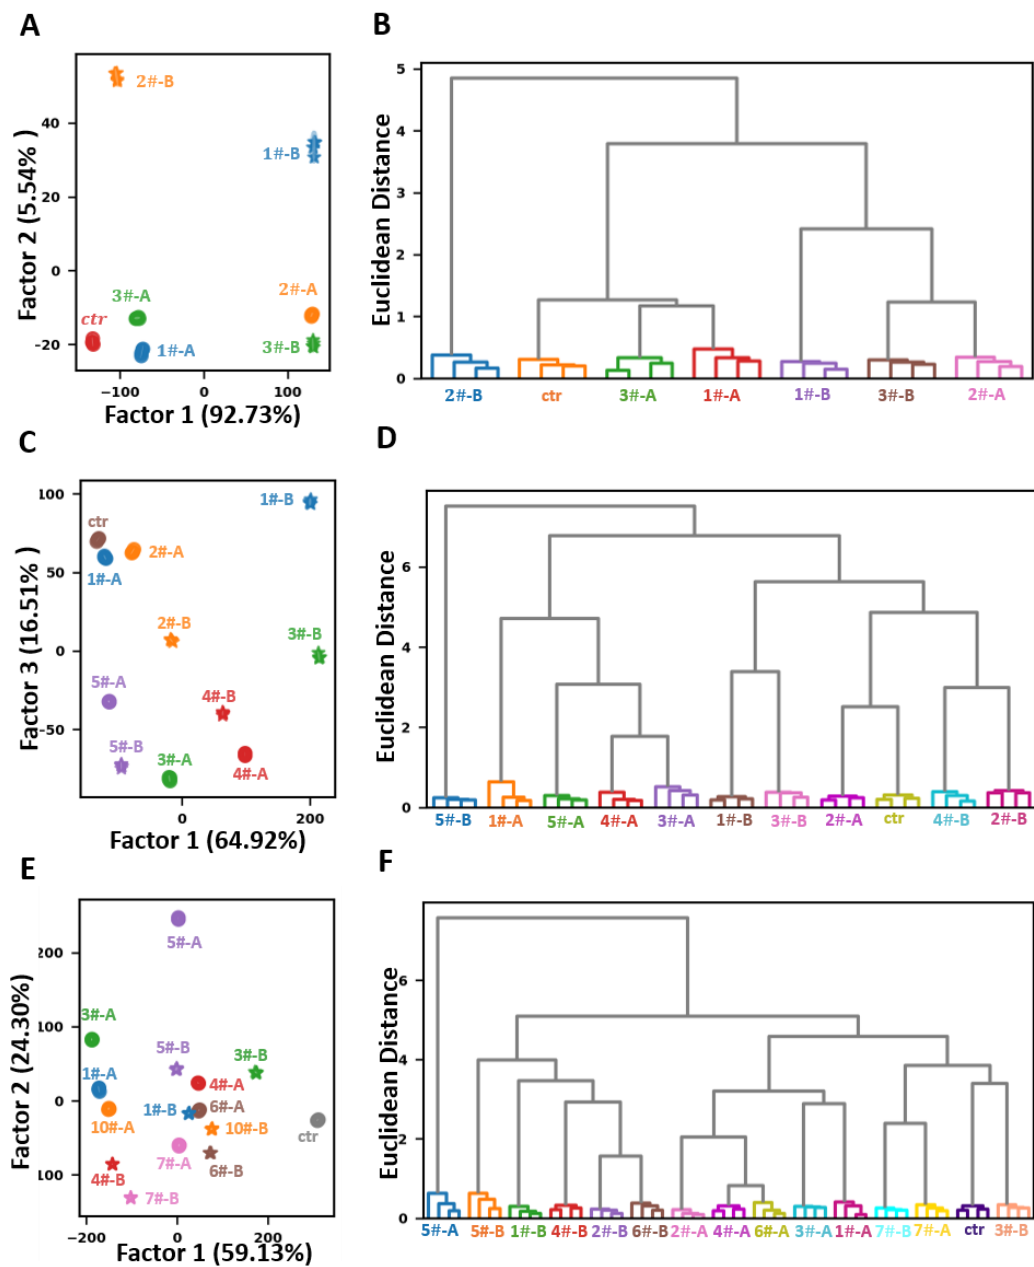 A
B
2#-B
1#-B
3#-A
2#-A
ctr
1#-A
3#-B
40
20
0
-20
−100
0
100
Factor 2 (5.54% )
Factor 1 (92.73%)
5
4
3
2
1
0
Euclidean Distance
2#-B ctr 3#-A 1#-A 1#-B 3#-B 2#-A
C
D
1#-B
ctr
2#-A
1#-A
2#-B
3#-B
5#-A
4#-B
5#-B
3#-A
4#-A
100
50
0
-50
0
200
Factor 3 (16.51% )
Factor 1 (64.92%)
6
4
2
0
Euclidean Distance
5#-B 1#-A 5#-A 4#-A 3#-A 1#-B 3#-B 2#-A ctr 4#-B 2#-B
E
F
5#-A
3#-A
5#-B
3#-B
1#-A
4#-A
6#-A
1#-B
10#-A
10#-B
ctr
7#-A
6#-B
4#-B
7#-B
200
100
0
100
−200
0
200
Factor 2 (24.30%)
Factor 1 (59.13%)
6
4
2
0
Euclidean Distance
5#-A 5#-B 1#-B 4#-B 2#-B 6#-B 2#-A 4#-A 6#-A 3#-A 1#-A 7#-B 7#-A ctr 3#-B